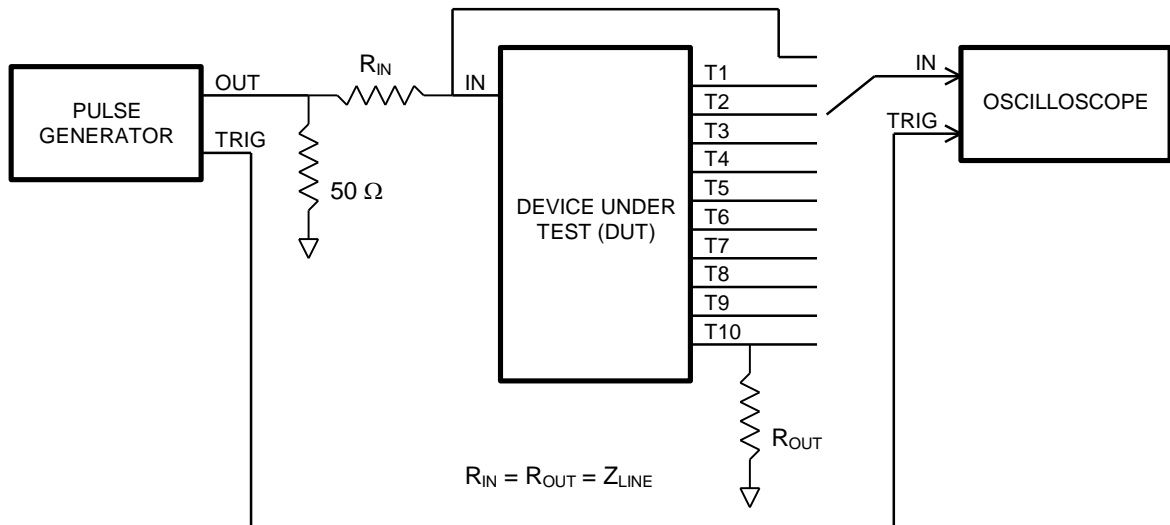 PULSE
GENERATOR
OUT
TRIG
50 Ω
R_IN
IN
DEVICE UNDER
TEST (DUT)
T1
T2
T3
T4
T5
T6
T7
T8
T9
T10
R_OUT
IN
TRIG
OSCILLOSCOPE
R_IN = R_OUT = Z_LINE